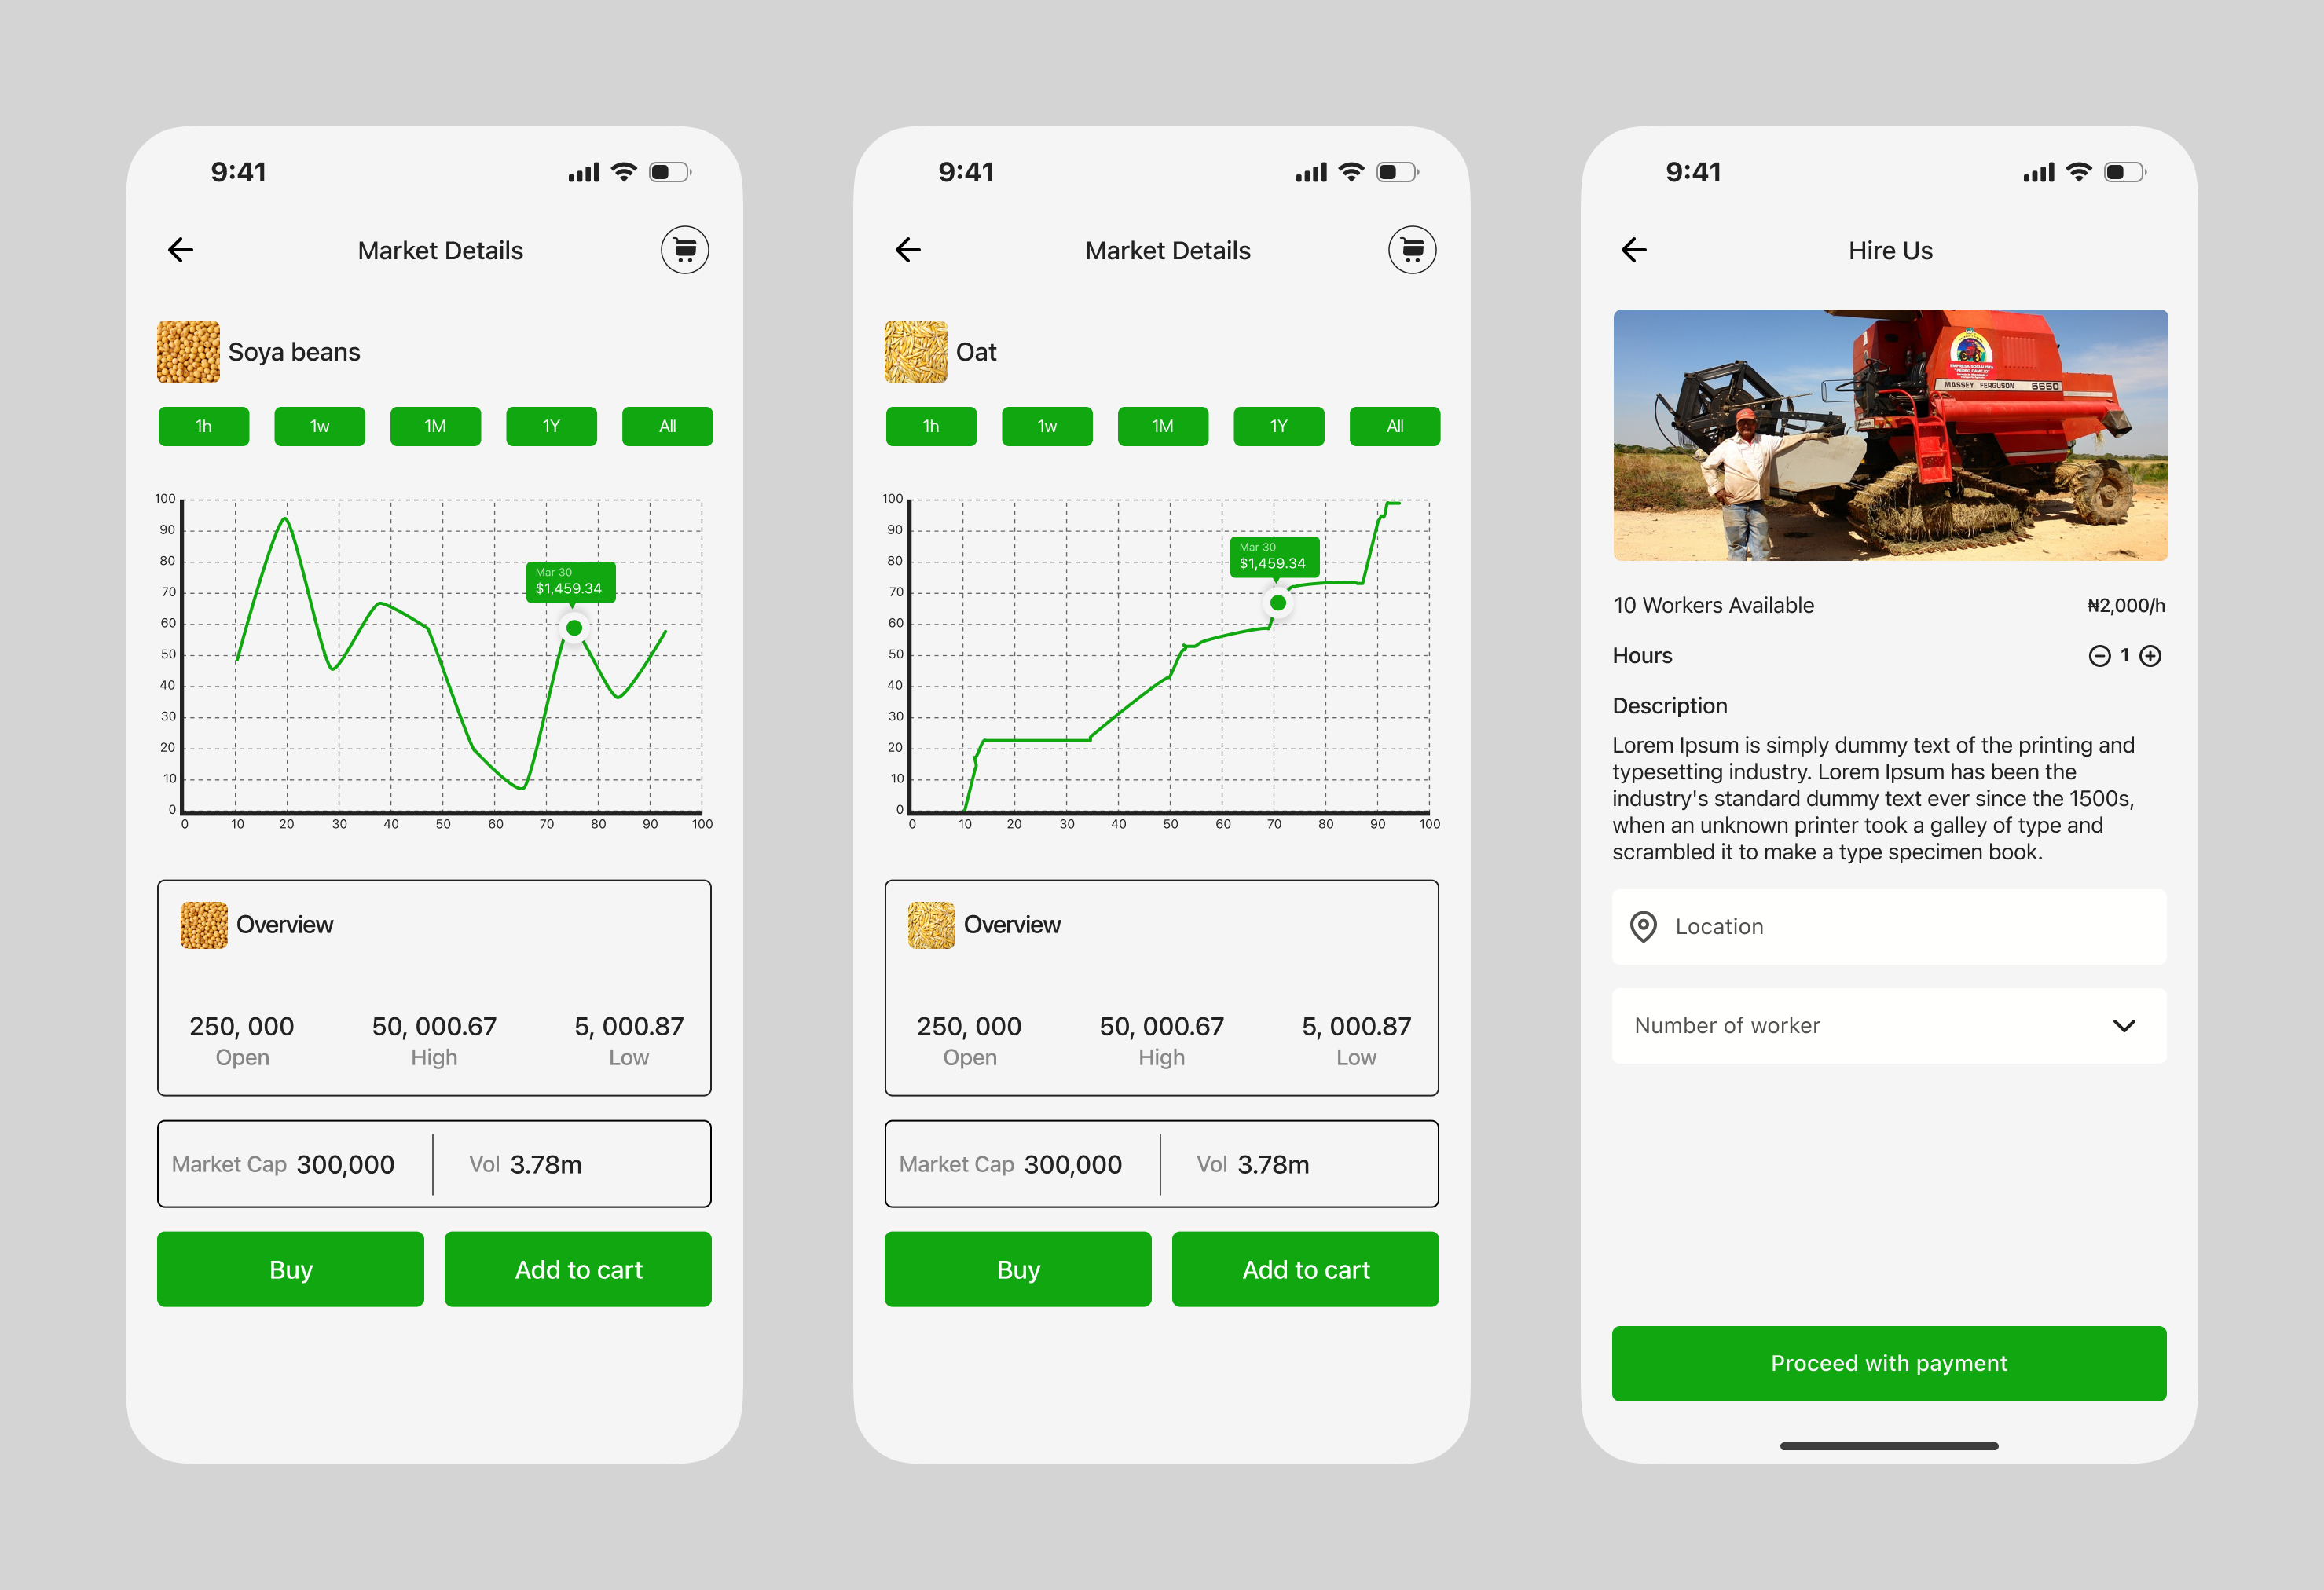 9:41
Market Details
Soya beans
1h 1w 1M 1Y All
100
90
80
70
60
50
40
30
20
10
0
0 10 20 30 40 50 60 70 80 90 100
Mar 30
$1,459.34
Overview
250, 000 50, 000.67 5, 000.87
Open High Low
Market Cap 300,000 Vol 3.78m
Buy Add to cart
9:41
Market Details
Oat
1h 1w 1M 1Y All
100
90
80
70
60
50
40
30
20
10
0
0 10 20 30 40 50 60 70 80 90 100
Mar 30
$1,459.34
Overview
250, 000 50, 000.67 5, 000.87
Open High Low
Market Cap 300,000 Vol 3.78m
Buy Add to cart
9:41
Hire Us
EMPRESA SOCIALISTA
"PEDRO CAMEJO"
MASSEY FERGUSON 5650
10 Workers Available ₦2,000/h
Hours 1
Description
Lorem Ipsum is simply dummy text of the printing and
typesetting industry. Lorem Ipsum has been the
industry's standard dummy text ever since the 1500s,
when an unknown printer took a galley of type and
scrambled it to make a type specimen book.
Location
Number of worker
Proceed with payment